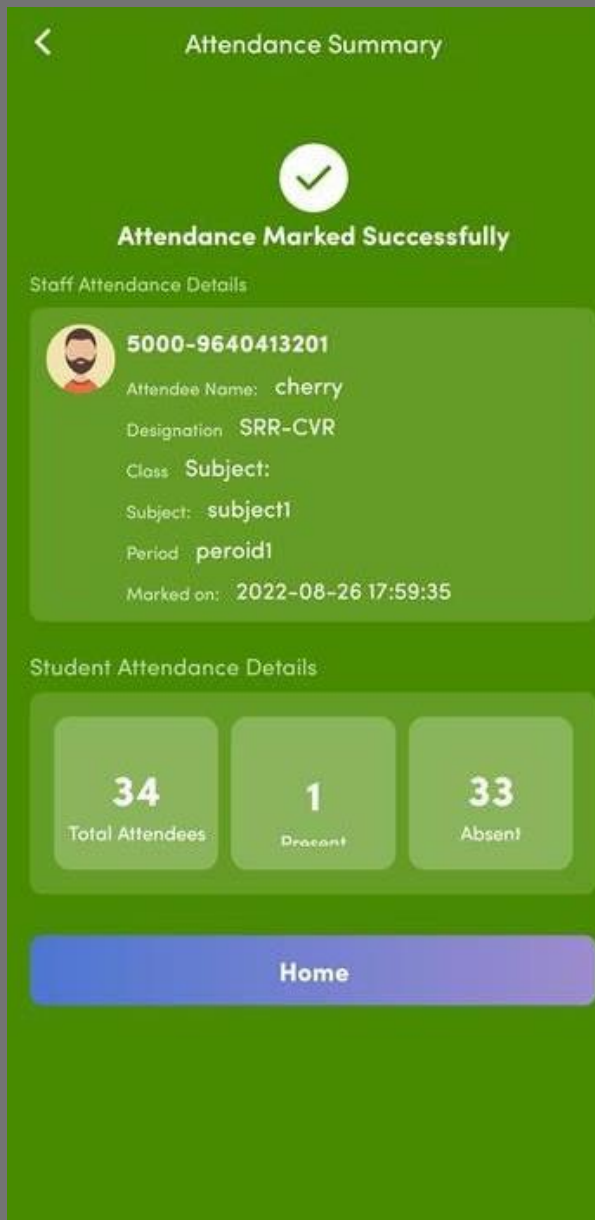 Attendance Summary
Attendance Marked Successfully
Staff Attendance Details
5000-9640413201
Attendee Name: cherry
Designation SRR-CVR
Class Subject:
Subject: subject1
Period peroid1
Marked on: 2022-08-26 17:59:35
Student Attendance Details
34
Total Attendees
1
Present
33
Absent
Home